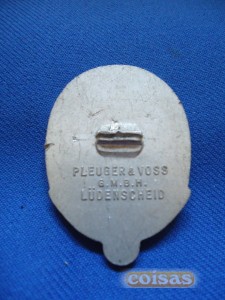 PLEUGER & VOSS
G.M.B.H.
LÜDENSCHEID
coisas